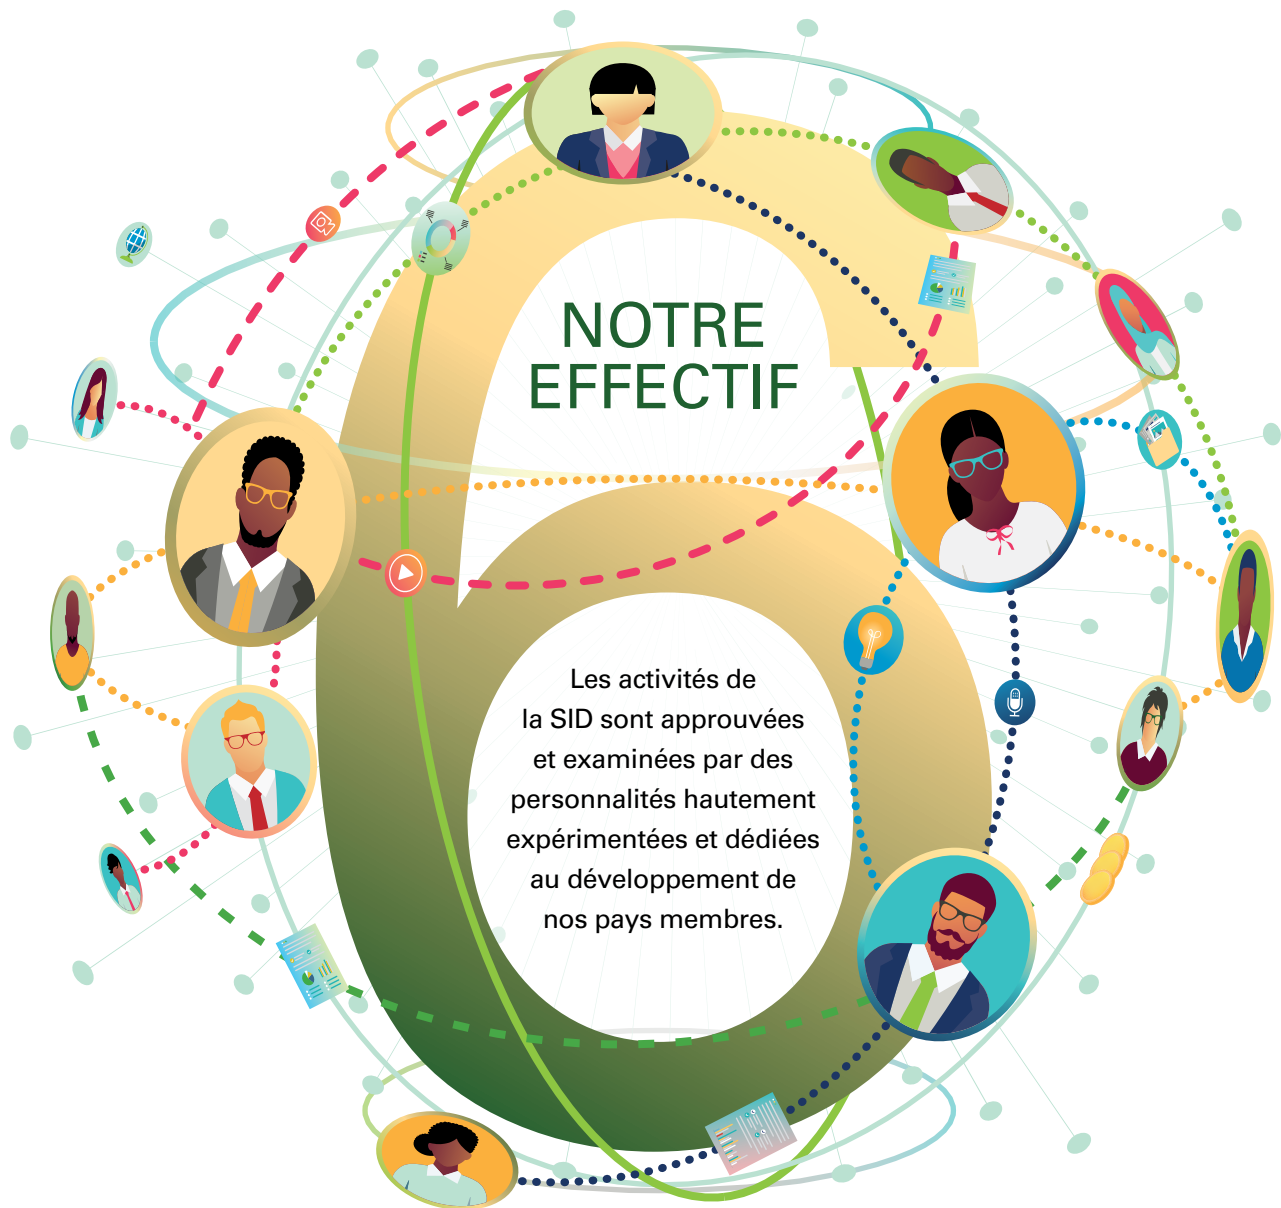 NOTRE
EFFECTIF
6
Les activités de
la SID sont approuvées
et examinées par des
personnalités hautement
expérimentées et dédiées
au développement de
nos pays membres.